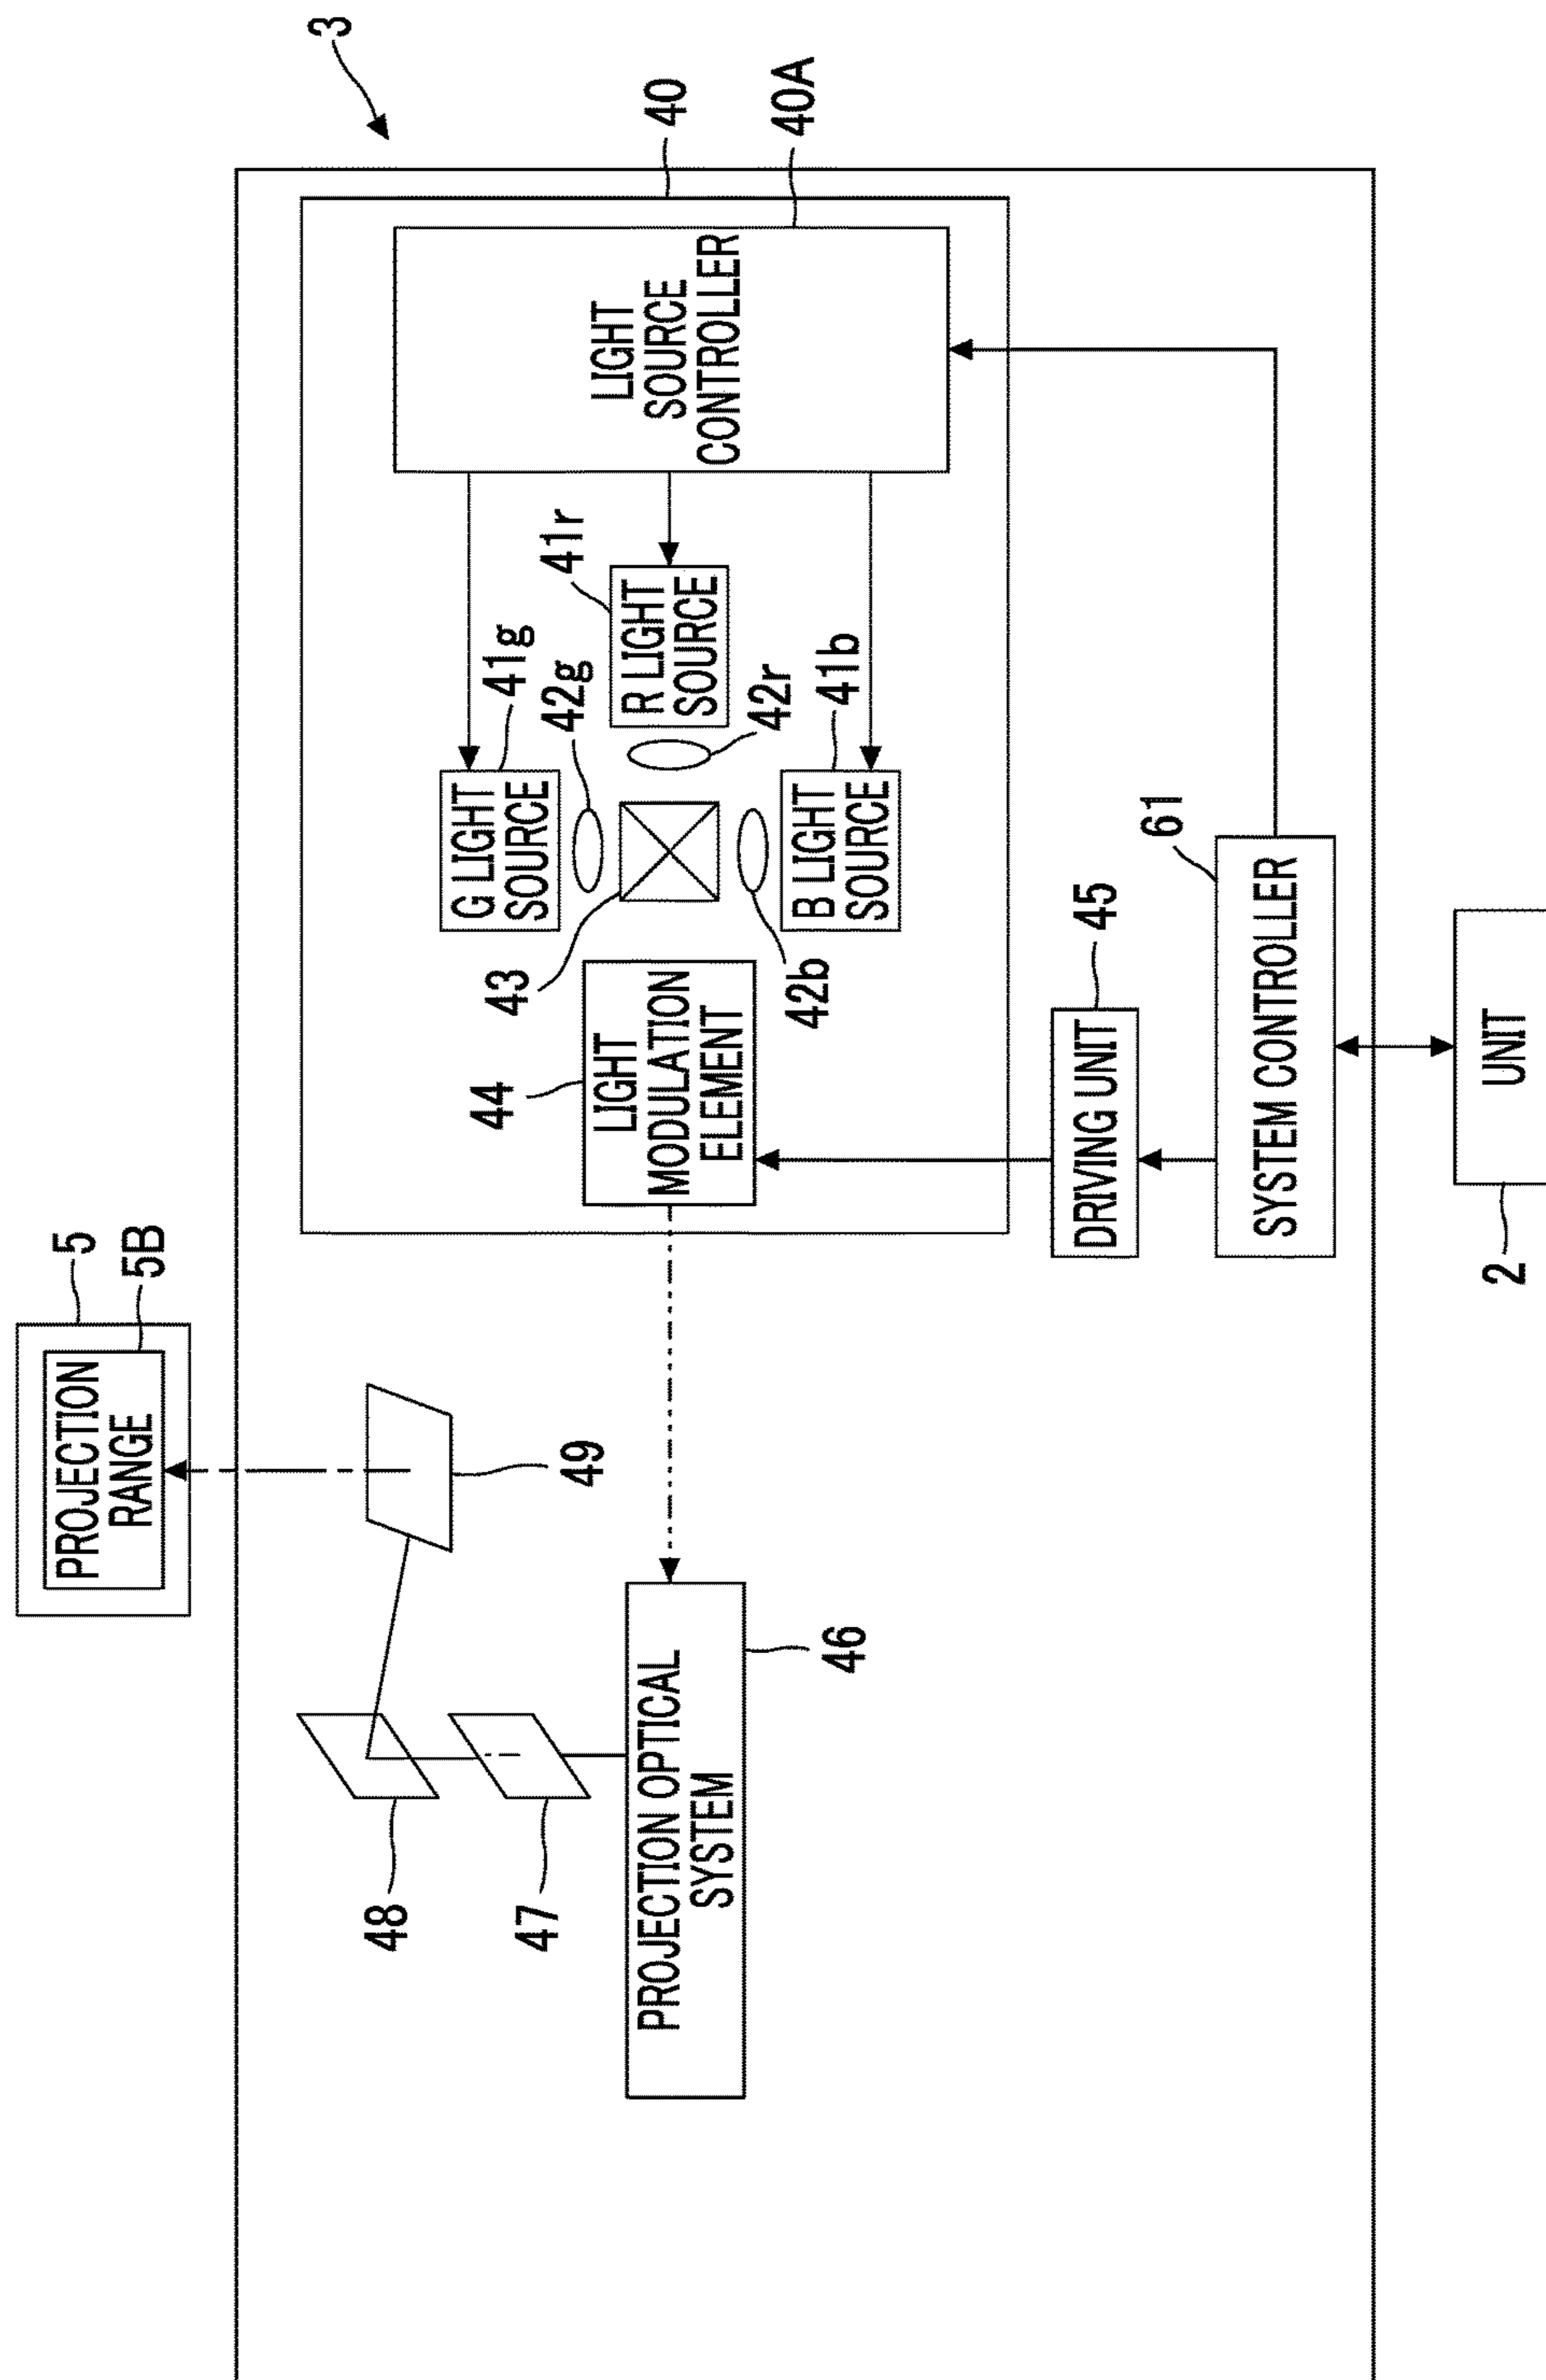 3
40
40A
LIGHT
SOURCE
CONTROLLER
41r
R LIGHT
SOURCE
41g
G LIGHT
SOURCE
42g
42r
41b
B LIGHT
SOURCE
43
42b
44
LIGHT
MODULATION
ELEMENT
45
DRIVING UNIT
61
SYSTEM CONTROLLER
UNIT
2
5
5B
PROJECTION
RANGE
49
48
47
46
PROJECTION OPTICAL
SYSTEM